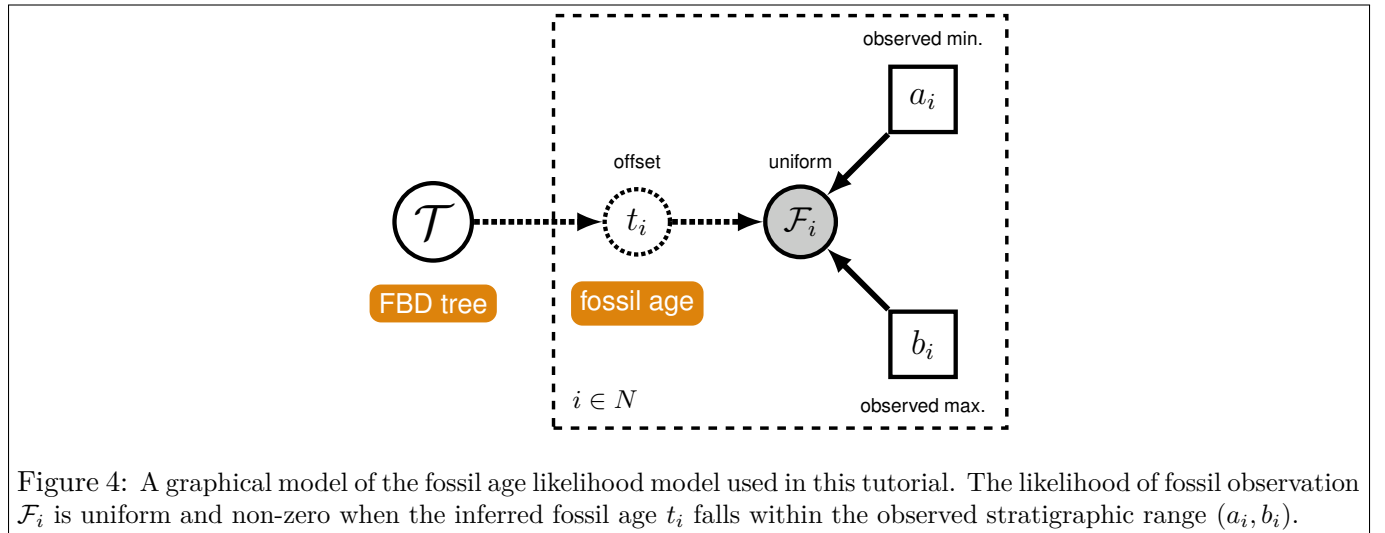 observed min.
a_i
offset
uniform
𝒯
t_i
ℱ_i
FBD tree
fossil age
b_i
i ∈ N
observed max.
Figure 4: A graphical model of the fossil age likelihood model used in this tutorial. The likelihood of fossil observation
ℱ_i is uniform and non-zero when the inferred fossil age t_i falls within the observed stratigraphic range (a_i, b_i).